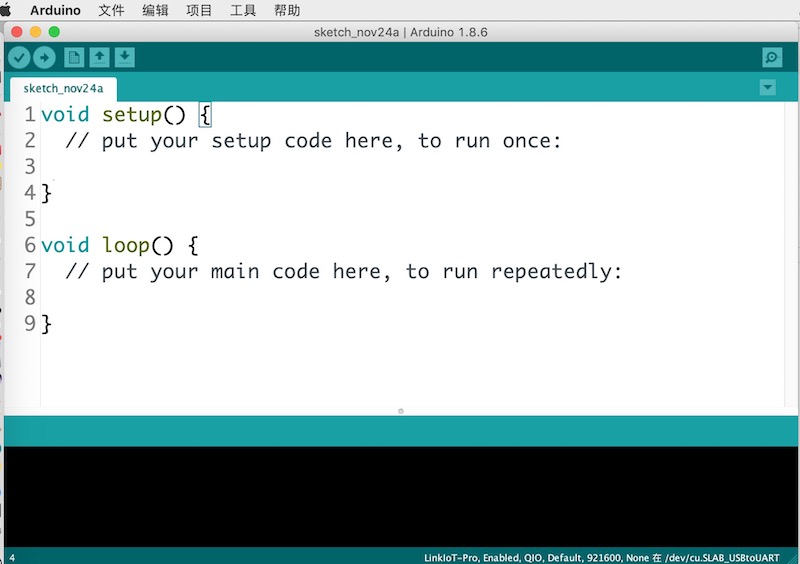 Arduino 文件 编辑 项目 工具 帮助
sketch_nov24a | Arduino 1.8.6
sketch_nov24a
1 void setup() {
2 // put your setup code here, to run once:
3
4 }
5
6 void loop() {
7 // put your main code here, to run repeatedly:
8
9 }
4 LinkIoT-Pro, Enabled, QIO, Default, 921600, None 在 /dev/cu.SLAB_USBtoUART